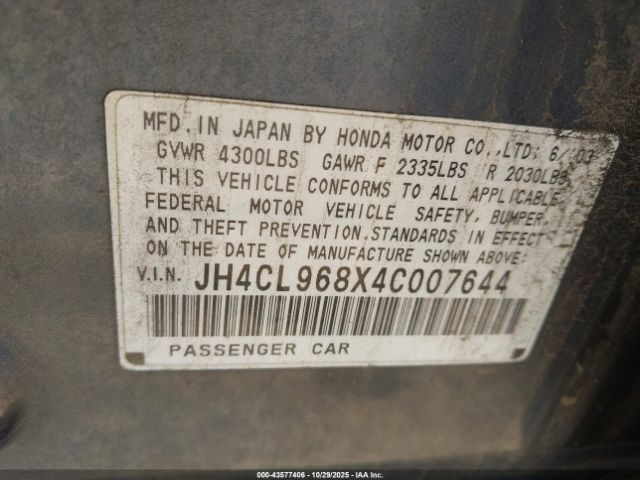 MFD. IN JAPAN BY HONDA MOTOR CO., LTD; 6/ 03
GVWR 4300LBS GAWR F 2335LBS R 2030LBS
THIS VEHICLE CONFORMS TO ALL APPLICABLE
FEDERAL MOTOR VEHICLE SAFETY, BUMPER,
AND THEFT PREVENTION STANDARDS IN EFFECT
ON THE DATE OF MANUFACTURE SHOWN ABOVE:
V.I.N. JH4CL968X4C007644
PASSENGER CAR
000-43577406 - 10/29/2025 - IAA Inc.